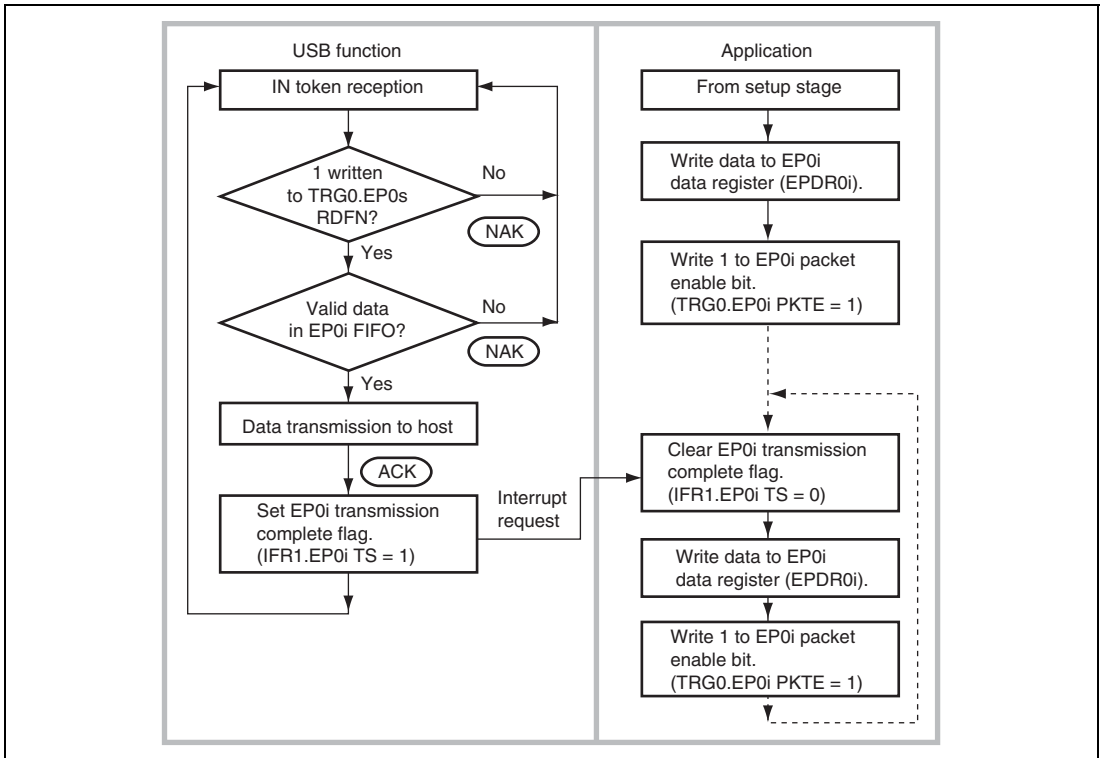 USB function
IN token reception
1 written
to TRG0.EP0s
RDFN?
No
NAK
Yes
Valid data
in EP0i FIFO?
No
NAK
Yes
Data transmission to host
ACK
Set EP0i transmission
complete flag.
(IFR1.EP0i TS = 1)
Interrupt
request
Application
From setup stage
Write data to EP0i
data register (EPDR0i).
Write 1 to EP0i packet
enable bit.
(TRG0.EP0i PKTE = 1)
Clear EP0i transmission
complete flag.
(IFR1.EP0i TS = 0)
Write data to EP0i
data register (EPDR0i).
Write 1 to EP0i packet
enable bit.
(TRG0.EP0i PKTE = 1)